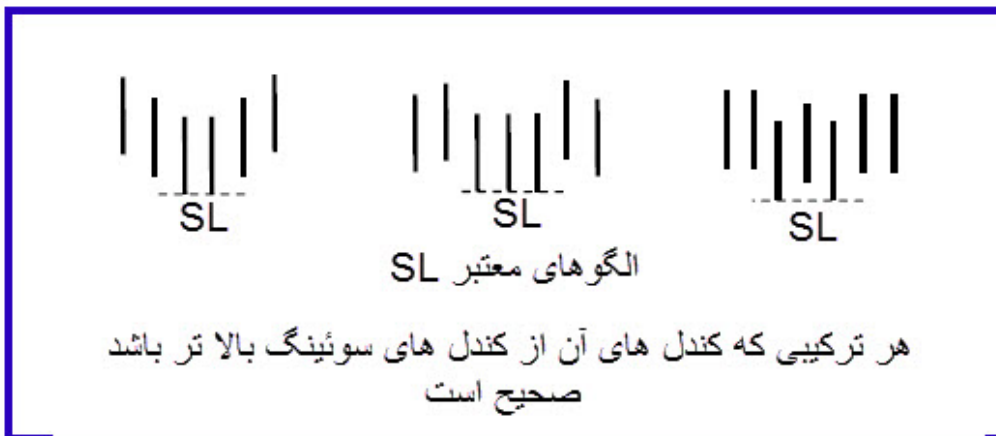 SL SL SL
الگوهای معتبر SL
هر ترکیبی که کندل های آن از کندل های سوئینگ بالا تر باشد
صحیح است